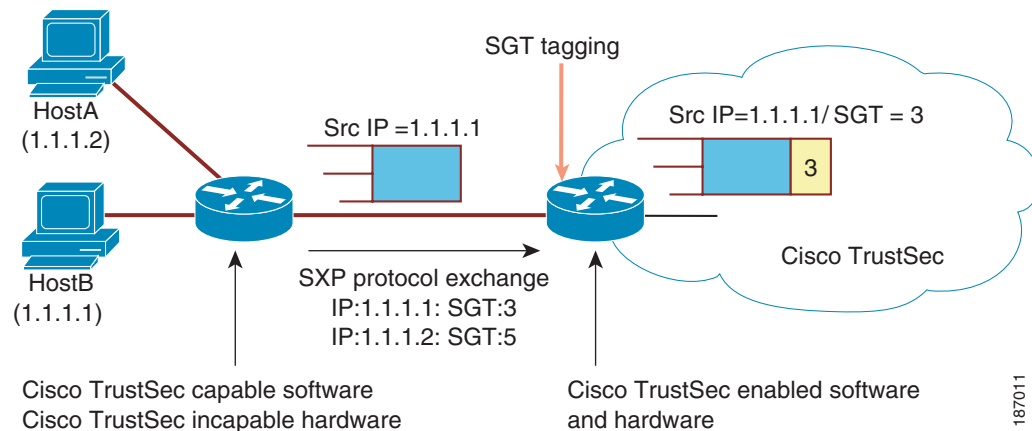 SGT tagging
HostA
(1.1.1.2)
Src IP =1.1.1.1
Src IP=1.1.1.1/ SGT = 3
3
HostB
(1.1.1.1)
SXP protocol exchange
IP:1.1.1.1: SGT:3
IP:1.1.1.2: SGT:5
Cisco TrustSec
Cisco TrustSec capable software
Cisco TrustSec incapable hardware
Cisco TrustSec enabled software
and hardware
187011